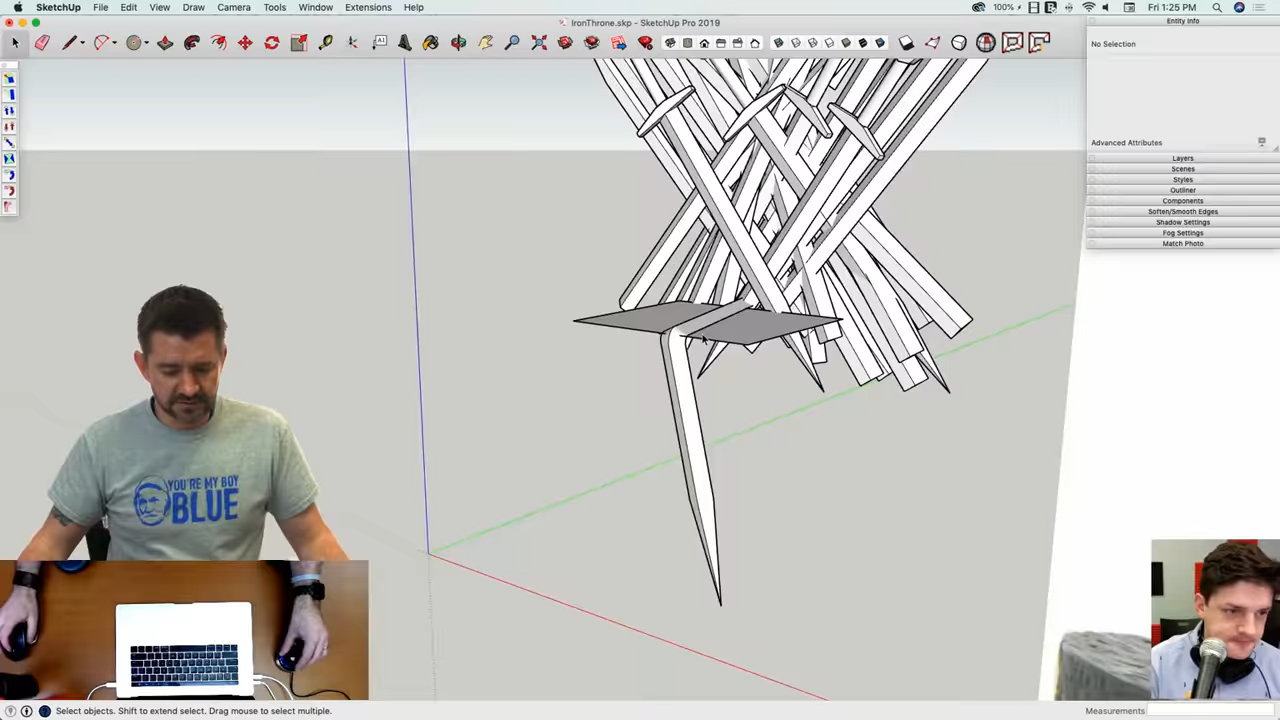 SketchUp File Edit View Draw Camera Tools Window Extensions Help
100% Fri 1:25 PM
IronThrone.skp - SketchUp Pro 2019
Entity Info
No Selection
Advanced Attributes
Layers
Scenes
Styles
Outliner
Components
Soften/Smooth Edges
Shadow Settings
Fog Settings
Match Photo
YOU'RE MY BOY
BLUE
Select objects. Shift to extend select. Drag mouse to select multiple.
Measurements